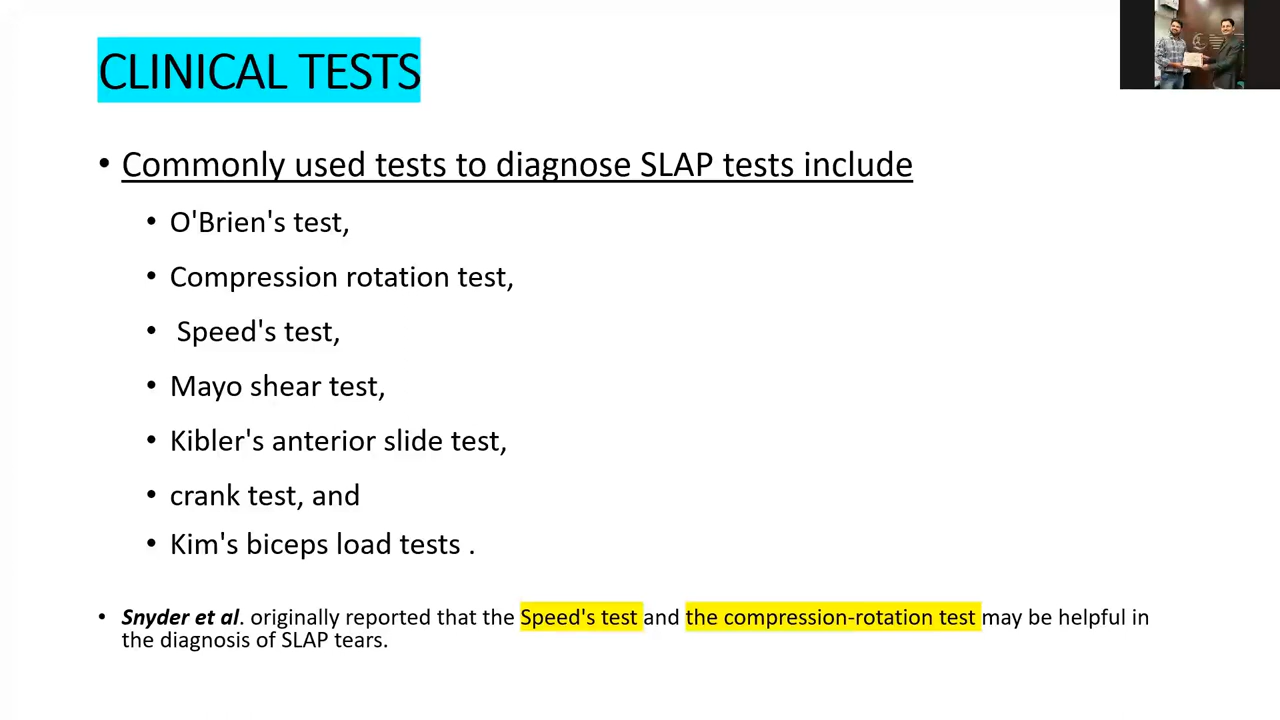 CLINICAL TESTS
• Commonly used tests to diagnose SLAP tests include
• O'Brien's test,
• Compression rotation test,
• Speed's test,
• Mayo shear test,
• Kibler's anterior slide test,
• crank test, and
• Kim's biceps load tests .
• Snyder et al. originally reported that the Speed's test and the compression-rotation test may be helpful in
the diagnosis of SLAP tears.